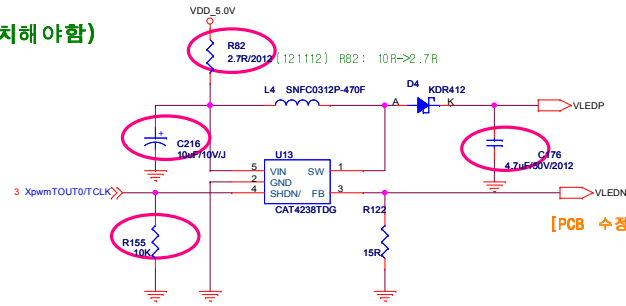 VDD_5.0V
치해야함)
R82
2.7R/2012 (121112) R82: 10R->2.7R
L4 SNFC0312P-470F
D4 KDR412
A K
VLEDP
C216
10uF/10V/J
U13
C176
4.7uF/50V/2012
5 VIN SW 1
2 GND
4 SHDN/ FB 3
CAT4238TDG
3 XpwmTOUT0/TCLK
VLEDN
R122
15R
R155
10K
[PCB 수정